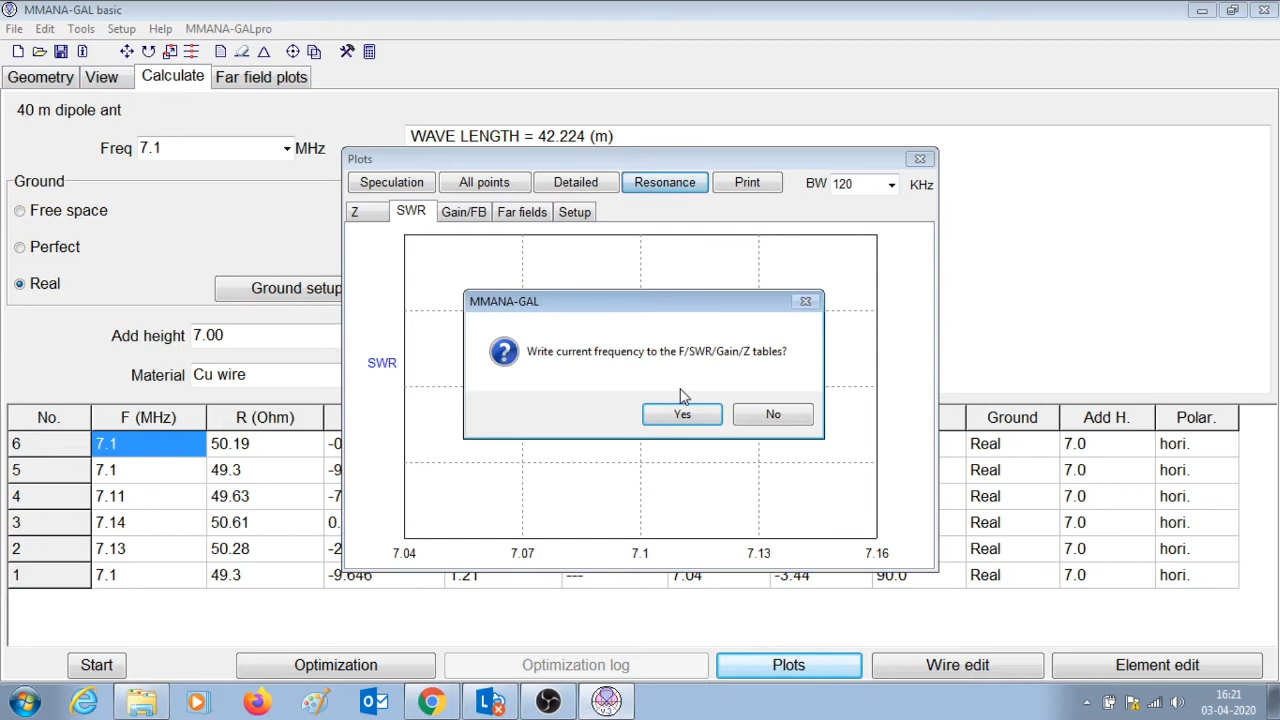 MMANA-GAL basic
File Edit Tools Setup Help MMANA-GALpro
Geometry View Calculate Far field plots
40 m dipole ant
Freq 7.1 MHz
WAVE LENGTH = 42.224 (m)
Ground
Free space
Perfect
Real
Ground setup
Add height 7.00
Material Cu wire
Plots
Speculation All points Detailed Resonance Print BW 120 KHz
Z SWR Gain/FB Far fields Setup
SWR
7.04 7.07 7.1 7.13 7.16
MMANA-GAL
Write current frequency to the F/SWR/Gain/Z tables?
Yes No
No. F (MHz) R (Ohm) Ground Add H. Polar.
6 7.1 50.19 -0 Real 7.0 hori.
5 7.1 49.3 -9 Real 7.0 hori.
4 7.11 49.63 -7 Real 7.0 hori.
3 7.14 50.61 0. Real 7.0 hori.
2 7.13 50.28 -2 Real 7.0 hori.
1 7.1 49.3 -9.646 1.21 --- 7.04 -3.44 90.0 Real 7.0 hori.
Start Optimization Optimization log Plots Wire edit Element edit
16:21
03-04-2020